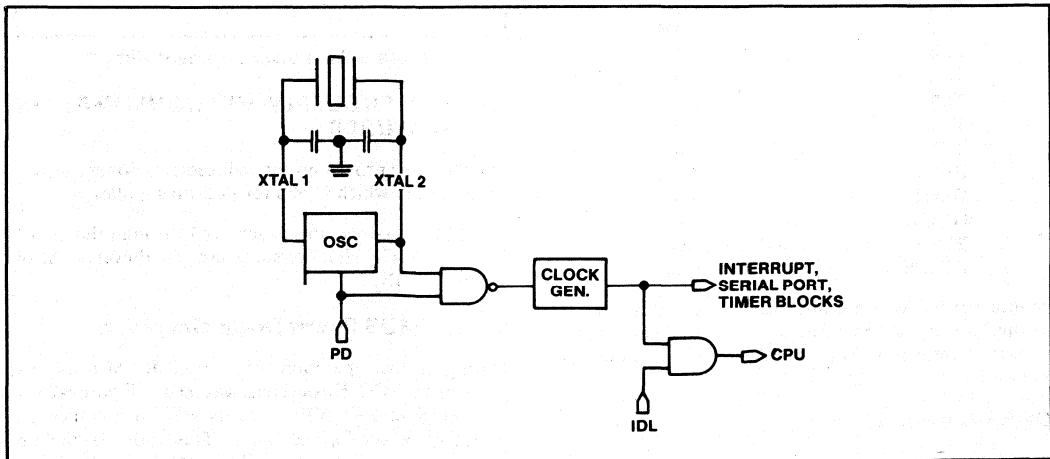 XTAL 1
XTAL 2
OSC
PD
CLOCK
GEN.
INTERRUPT,
SERIAL PORT,
TIMER BLOCKS
CPU
IDL